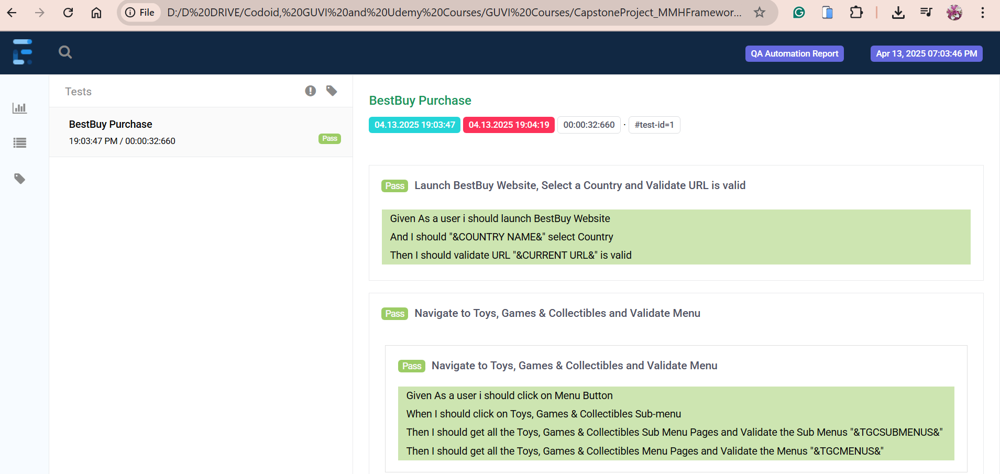 File D:/D%20DRIVE/Codoid,%20GUVI%20and%20Udemy%20Courses/GUVI%20Courses/CapstoneProject_MMHFramewor...
QA Automation Report
Apr 13, 2025 07:03:46 PM
Tests
BestBuy Purchase
19:03:47 PM / 00:00:32:660
Pass
BestBuy Purchase
04.13.2025 19:03:47 04.13.2025 19:04:19 00:00:32:660 · #test-id=1
Pass Launch BestBuy Website, Select a Country and Validate URL is valid
Given As a user i should launch BestBuy Website
And I should "&COUNTRY NAME&" select Country
Then I should validate URL "&CURRENT URL&" is valid
Pass Navigate to Toys, Games & Collectibles and Validate Menu
Pass Navigate to Toys, Games & Collectibles and Validate Menu
Given As a user i should click on Menu Button
When I should click on Toys, Games & Collectibles Sub-menu
Then I should get all the Toys, Games & Collectibles Sub Menu Pages and Validate the Sub Menus "&TGCSUBMENUS&"
Then I should get all the Toys, Games & Collectibles Menu Pages and Validate the Menus "&TGCMENUS&"